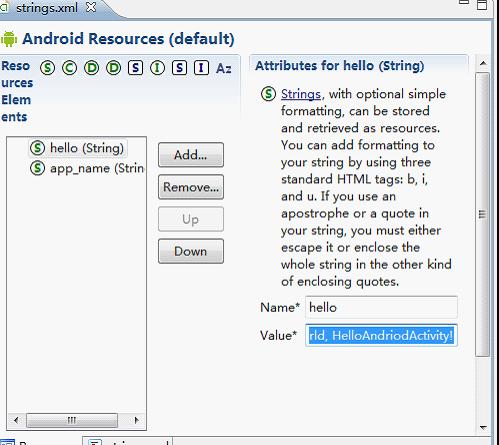 strings.xml
Android Resources (default)
Reso
urces
Elem
ents
S C D D S I S I Az
S hello (String)
S app_name (Strin
Add...
Remove...
Up
Down
Attributes for hello (String)
S Strings, with optional simple
formatting, can be stored
and retrieved as resources.
You can add formatting to
your string by using three
standard HTML tags: b, i,
and u. If you use an
apostrophe or a quote in
your string, you must either
escape it or enclose the
whole string in the other kind
of enclosing quotes.
Name* hello
Value* rld, HelloAndriodActivity!